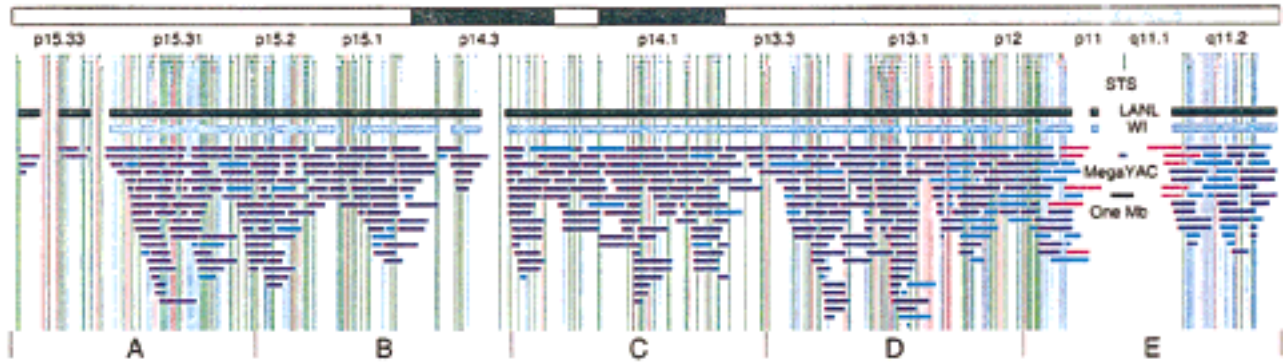 p15.33 p15.31 p15.2 p15.1 p14.3 p14.1 p13.3 p13.1 p12 p11 q11.1 q11.2
STS
LANL
WI
MegaYAC
One Mb
A B C D E